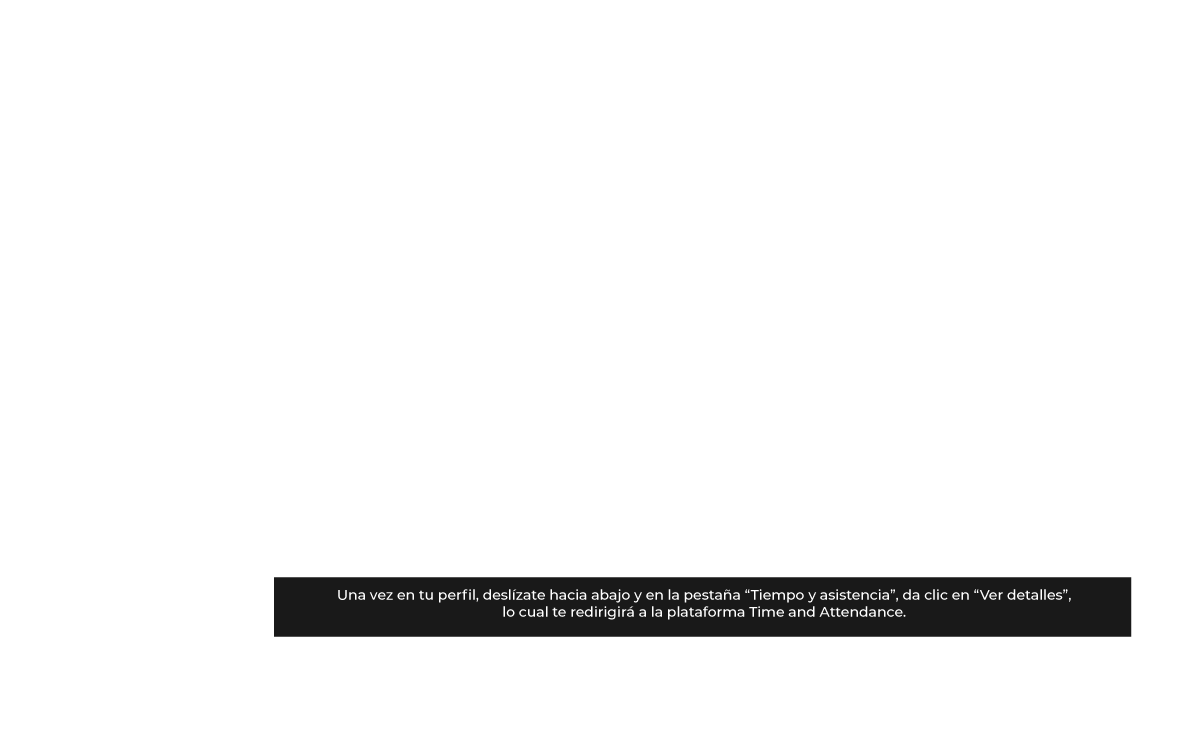 Una vez en tu perfil, deslízate hacia abajo y en la pestaña “Tiempo y asistencia”, da clic en “Ver detalles”,
lo cual te redirigirá a la plataforma Time and Attendance.